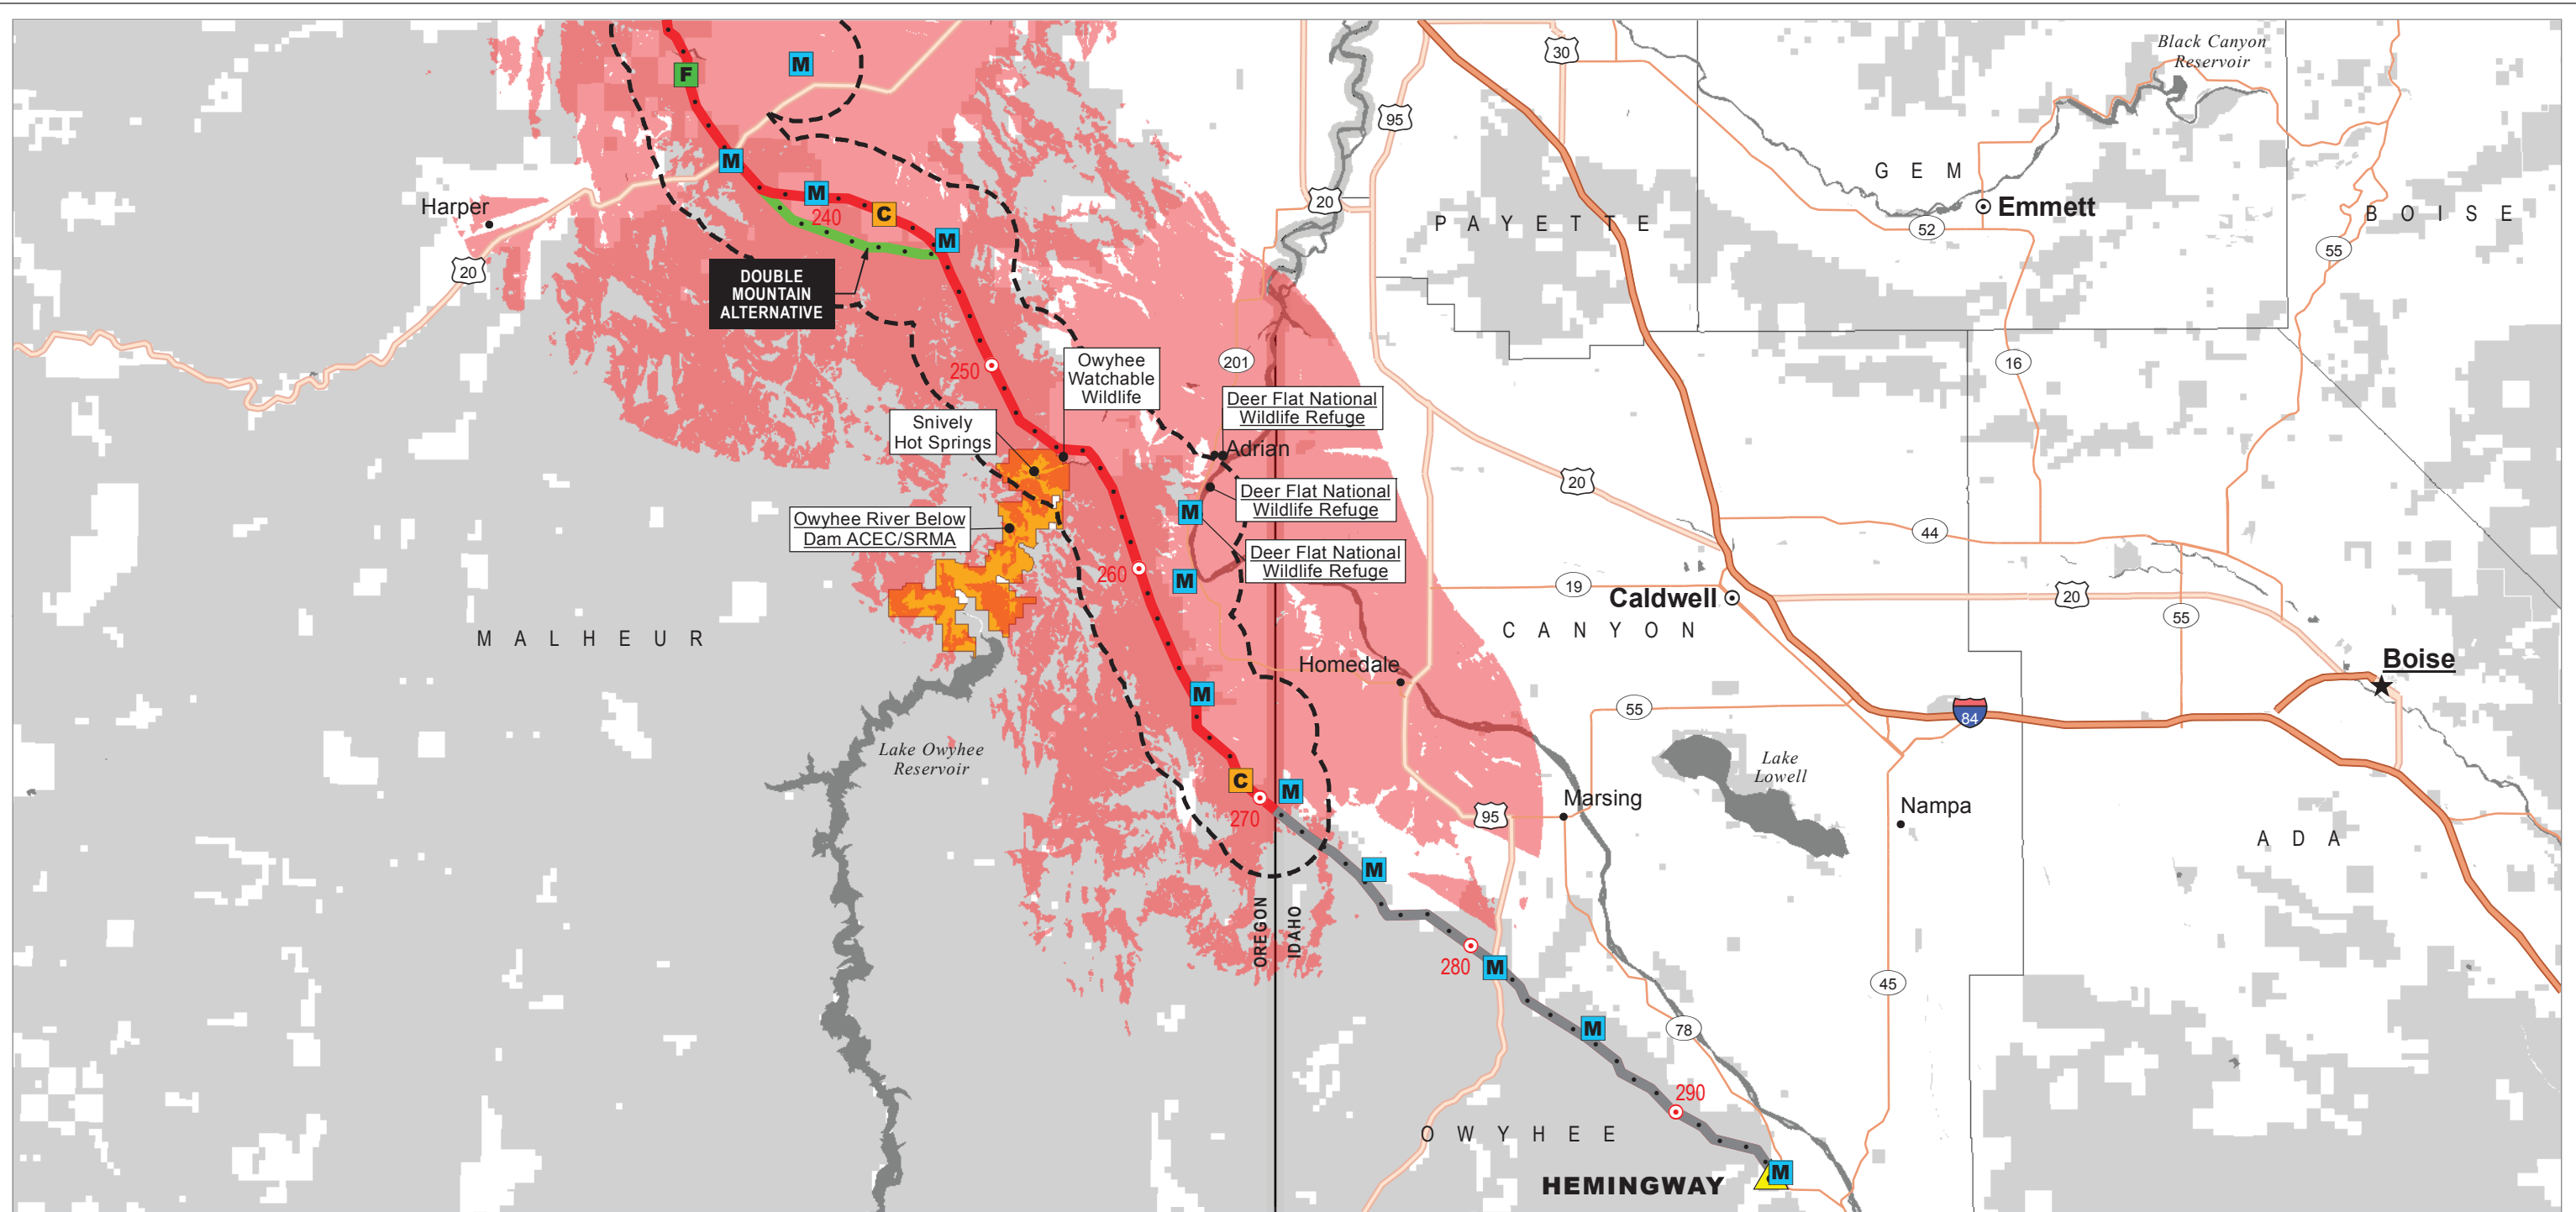 Black Canyon
Reservoir
30
M
F
95
G E M
Emmett
M
M
240
C
20
P A Y E T T E
52
B O I S E
55
Harper
20
M
DOUBLE
MOUNTAIN
ALTERNATIVE
250
201
16
Owyhee
Watchable
Wildlife
Deer Flat National
Wildlife Refuge
Snively
Hot Springs
Adrian
20
Deer Flat National
Wildlife Refuge
M
Owyhee River Below
Dam ACEC/SRMA
44
Deer Flat National
Wildlife Refuge
260
M
19
Caldwell
20
55
M A L H E U R
C A N Y O N
Homedale
Boise
M
55
84
Lake Owyhee
Reservoir
Lake
Lowell
C
M
270
Marsing
Nampa
95
A D A
M
OREGON
IDAHO
280
M
45
M
78
290
O W Y H E E
HEMINGWAY
M